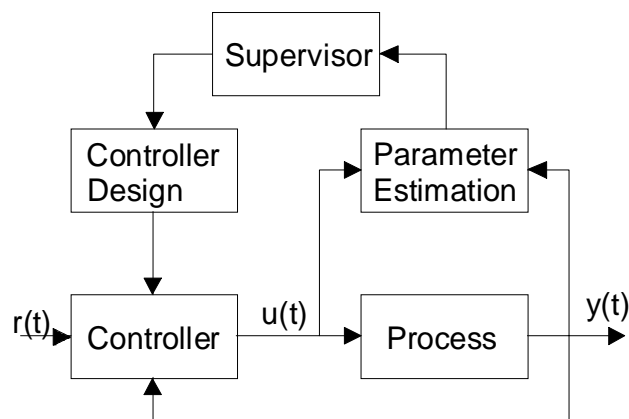 Supervisor
Controller
Design
Parameter
Estimation
r(t)
Controller
u(t)
Process
y(t)